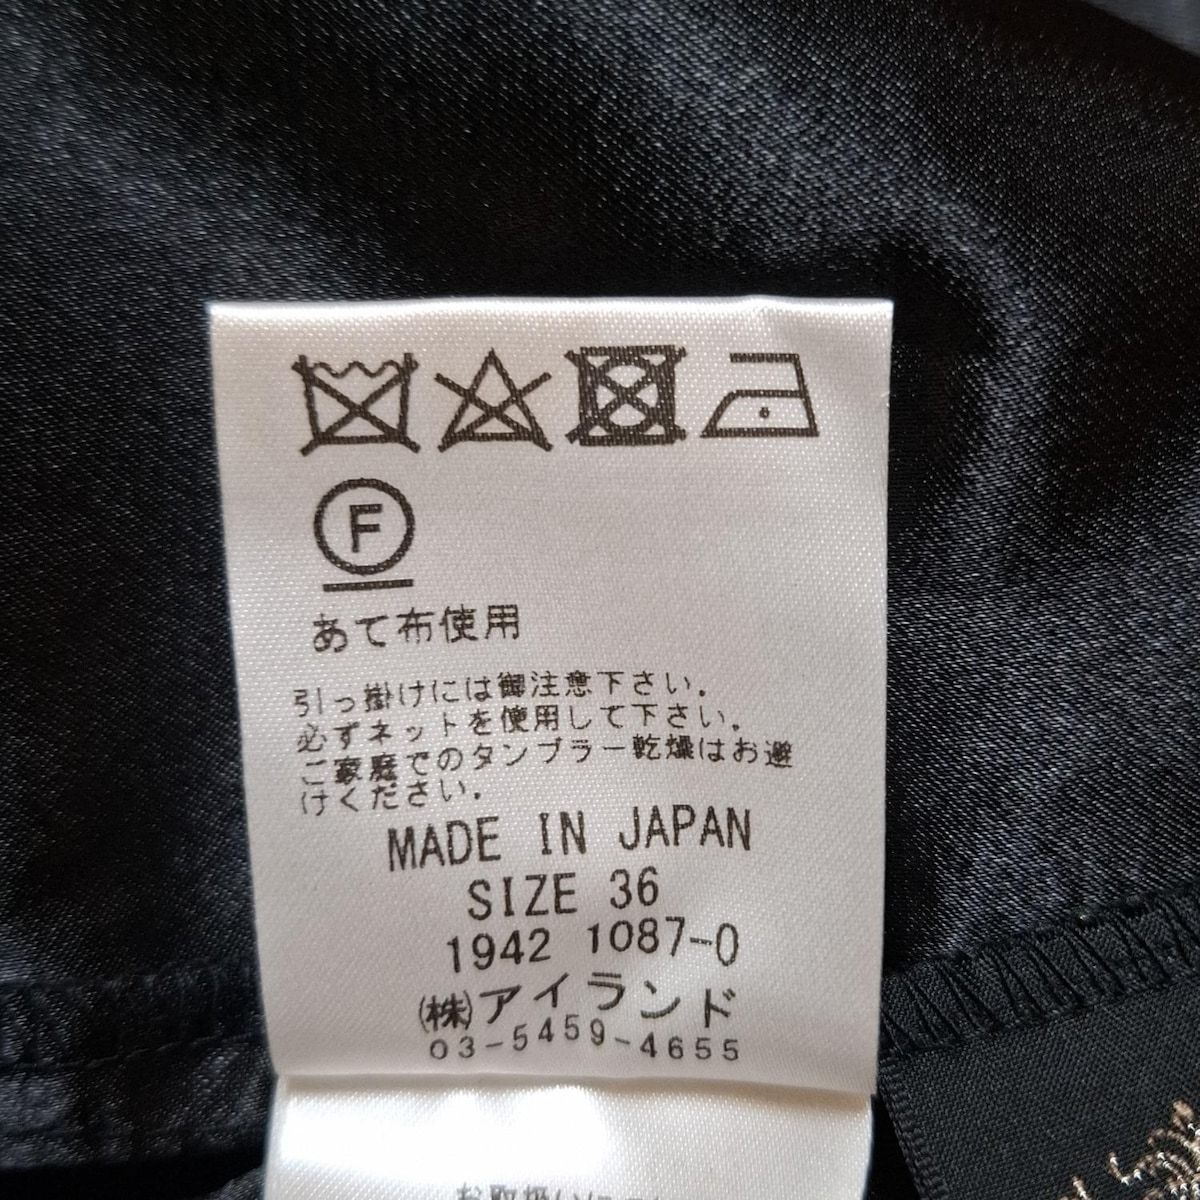 F
あて布使用
引っ掛けには御注意下さい.
必ずネットを使用して下さい.
ご家庭でのタンブラー乾燥はお避
けください.
MADE IN JAPAN
SIZE 36
1942 1087-0
(株)アイランド
03-5459-4655